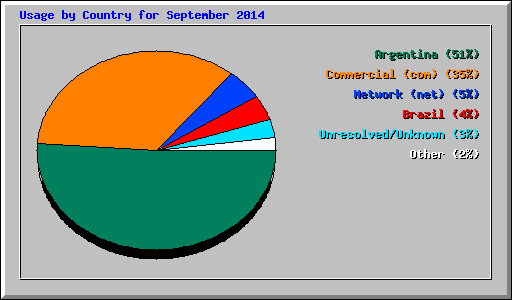 Usage by Country for September 2014
Argentina (51%)
Commercial (com) (35%)
Network (net) (5%)
Brazil (4%)
Unresolved/Unknown (3%)
Other (2%)